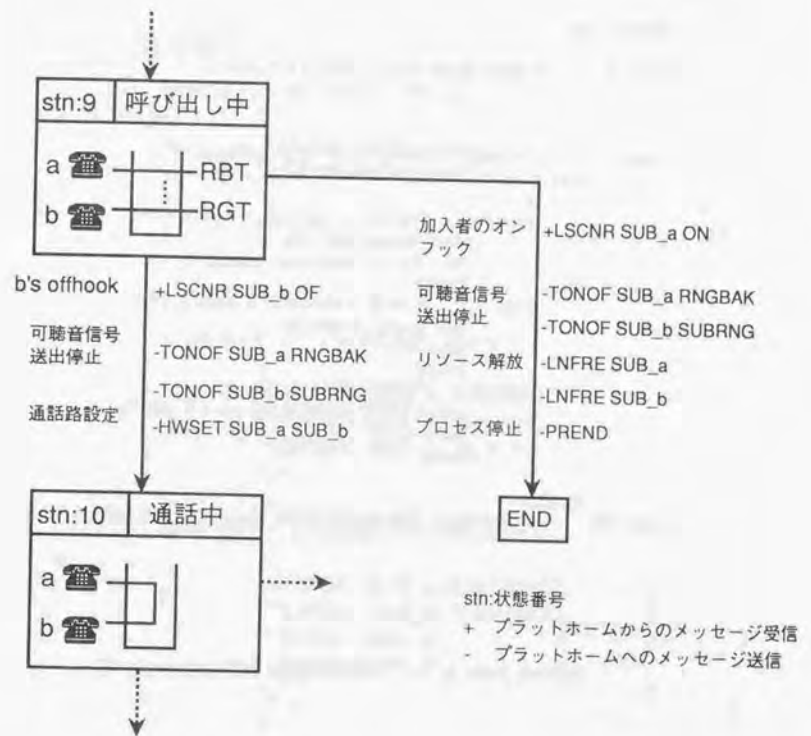 stn:9 呼び出し中
a RBT
b RGT
b's offhook +LSCNR SUB_b OF
可聴音信号
送出停止
-TONOF SUB_a RNGBAK
-TONOF SUB_b SUBRNG
通話路設定
-HWSET SUB_a SUB_b
加入者のオン
フック
+LSCNR SUB_a ON
可聴音信号
送出停止
-TONOF SUB_a RNGBAK
-TONOF SUB_b SUBRNG
リソース解放 -LNFRE SUB_a
-LNFRE SUB_b
プロセス停止 -PREND
END
stn:10 通話中
a
b
stn:状態番号
+ プラットホームからのメッセージ受信
- プラットホームへのメッセージ送信